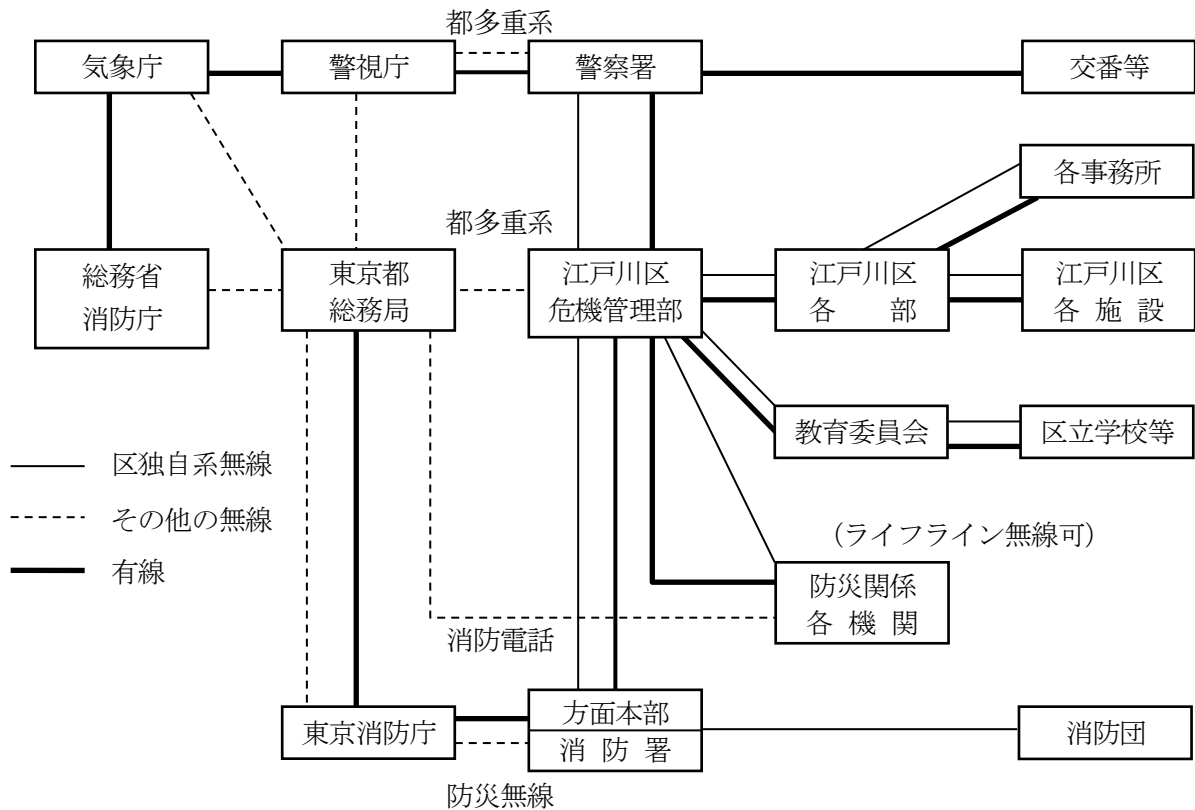 都多重系
気象庁
警視庁
警察署
交番等
各事務所
都多重系
総務省
消防庁
東京都
総務局
江戸川区
危機管理部
江戸川区
各　　部
江戸川区
各 施 設
教育委員会
区立学校等
区独自系無線
その他の無線
有線
（ライフライン無線可）
防災関係
各 機 関
消防電話
東京消防庁
方面本部
消 防 署
消防団
防災無線